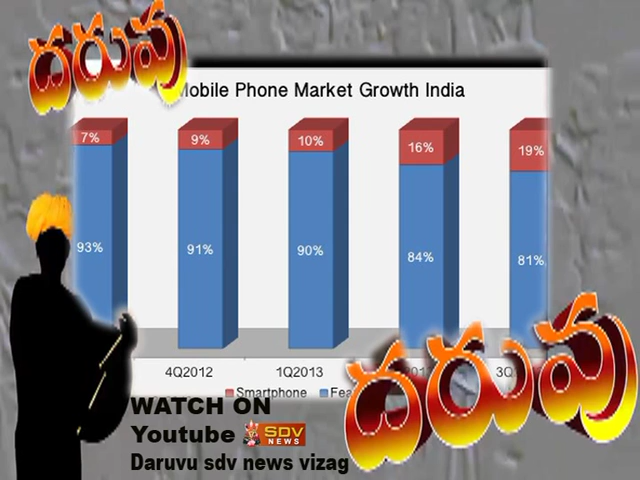 దరువు
Mobile Phone Market Growth India
7% 9% 10% 16% 19%
93% 91% 90% 84% 81%
4Q2012 1Q2013
Smartphone
WATCH ON
Youtube SDV NEWS
Daruvu sdv news vizag
దరువు